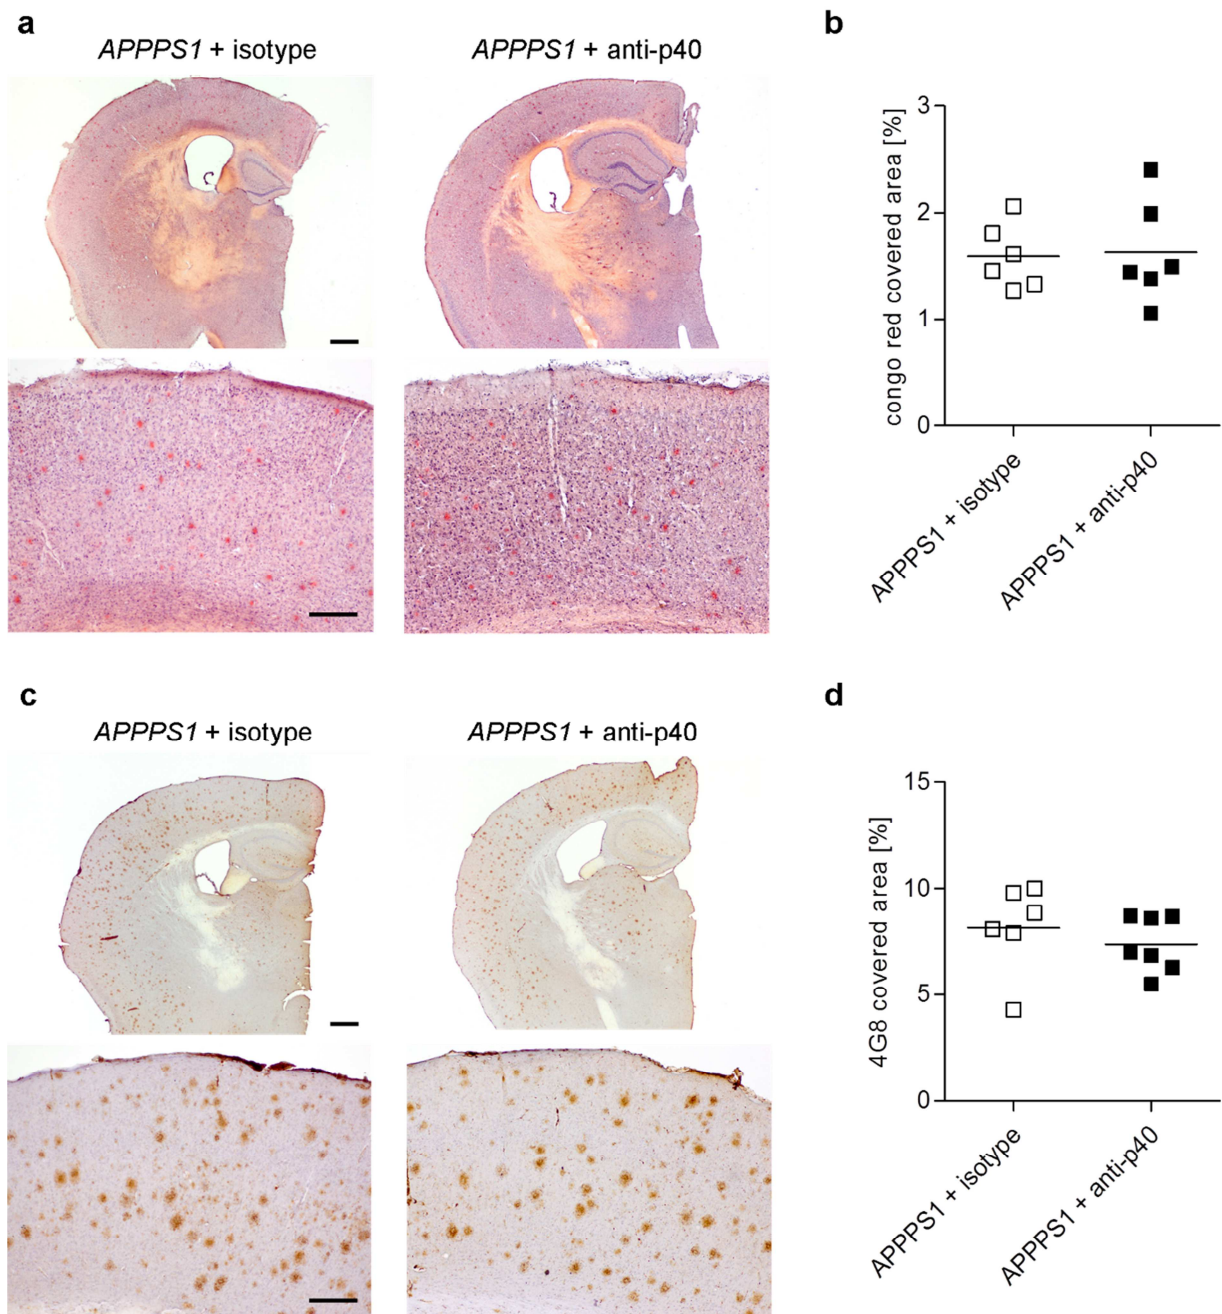 a
APPPS1 + isotype
APPPS1 + anti-p40
b
congo red covered area [%]
3
2
1
0
APPPS1 + isotype
APPPS1 + anti-p40
c
APPPS1 + isotype
APPPS1 + anti-p40
d
4G8 covered area [%]
15
10
5
0
APPPS1 + isotype
APPPS1 + anti-p40